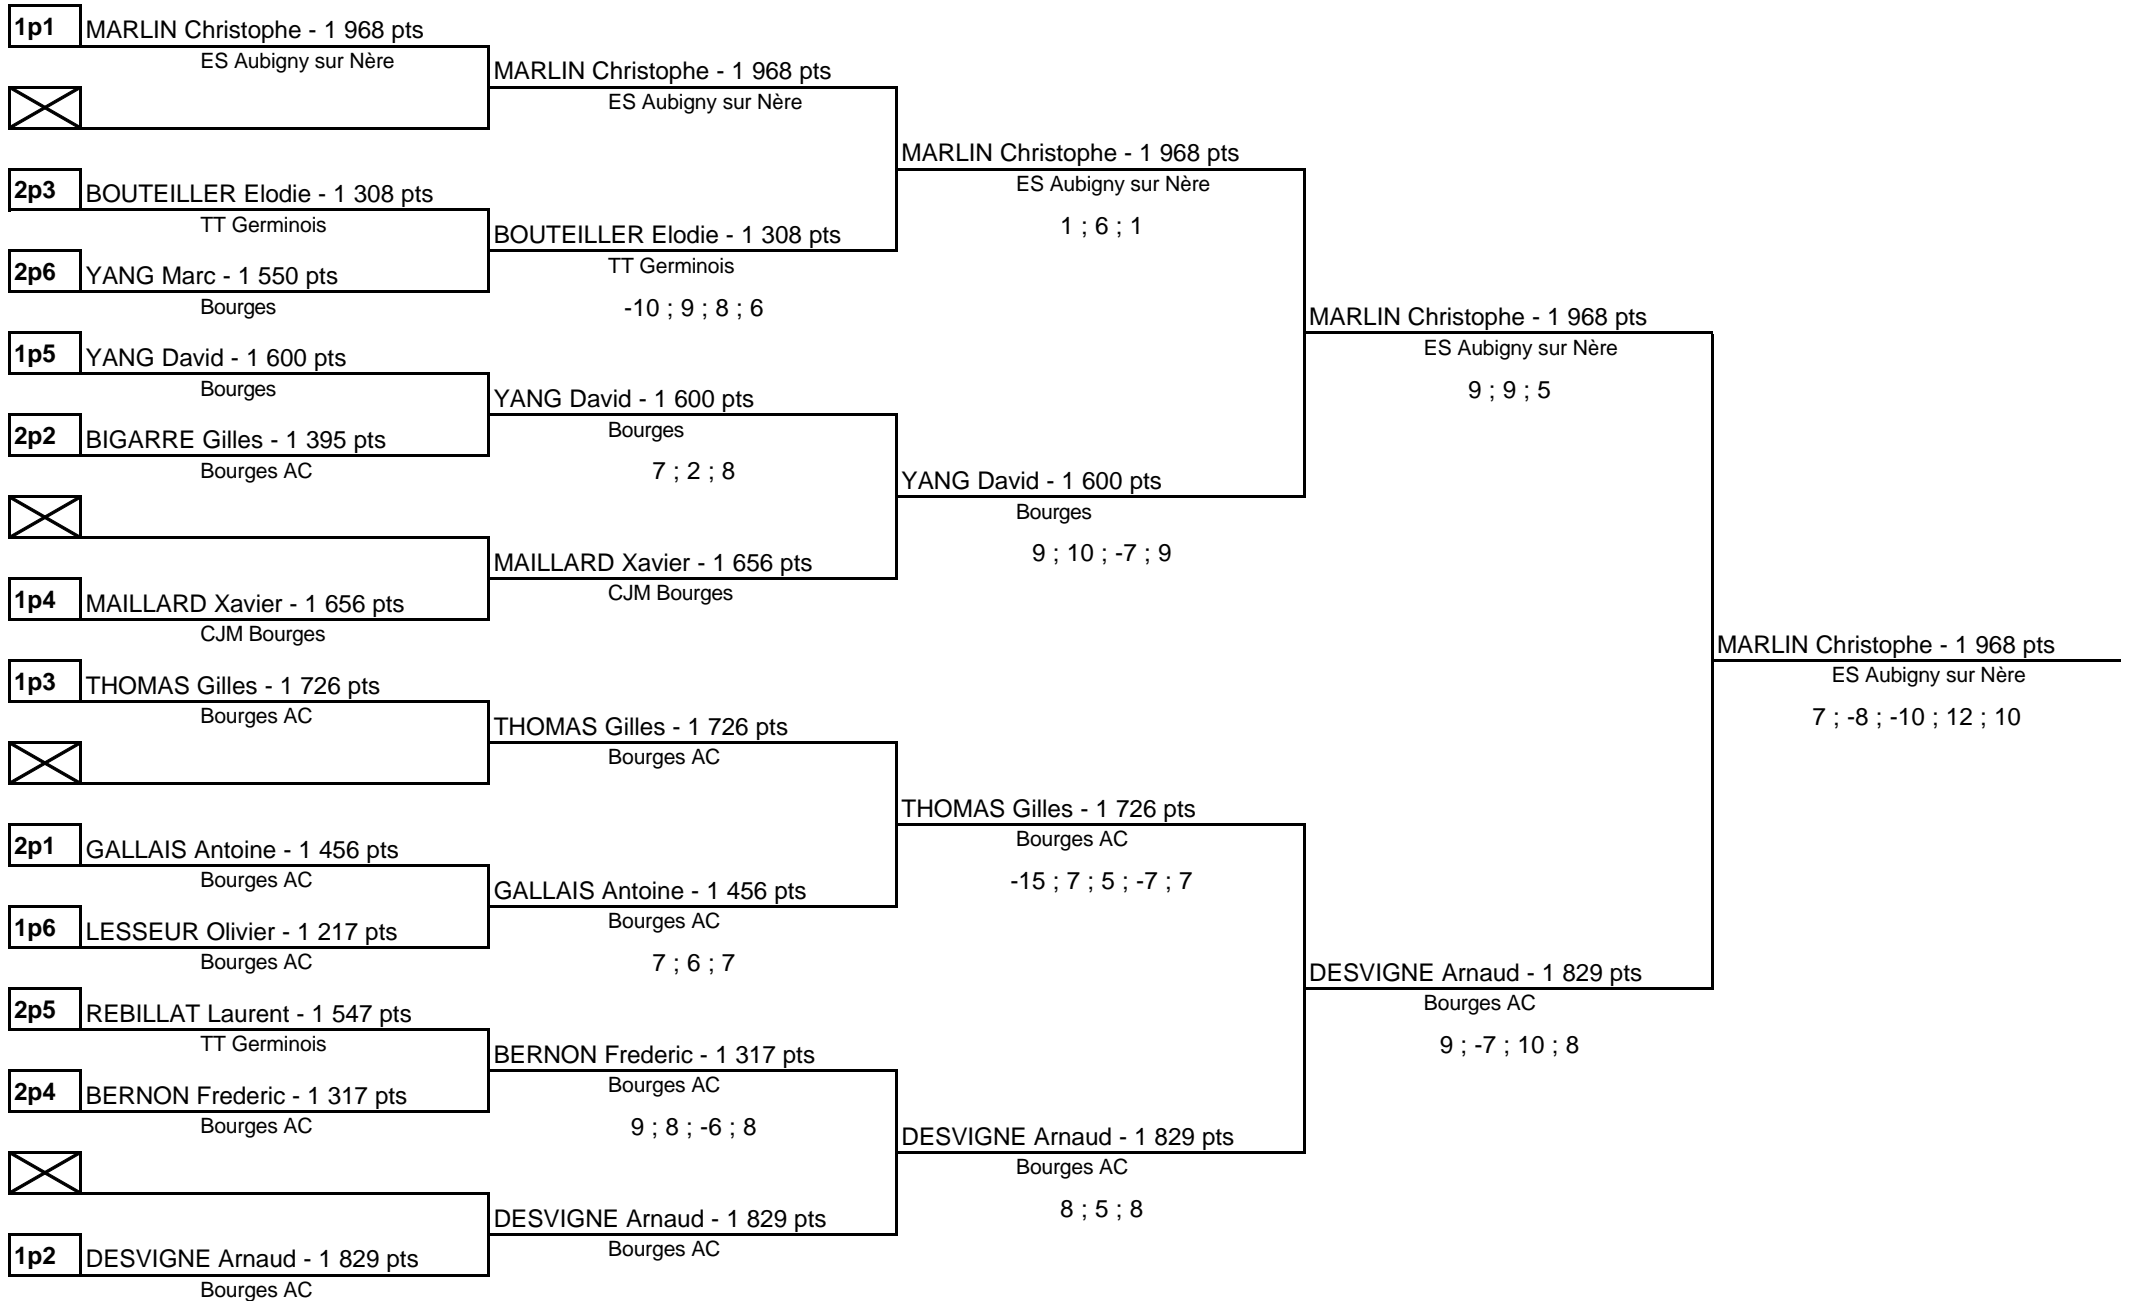 1p1 MARLIN Christophe - 1 968 pts
ES Aubigny sur Nère
2p3 BOUTEILLER Elodie - 1 308 pts
TT Germinois
2p6 YANG Marc - 1 550 pts
Bourges
1p5 YANG David - 1 600 pts
Bourges
2p2 BIGARRE Gilles - 1 395 pts
Bourges AC
1p4 MAILLARD Xavier - 1 656 pts
CJM Bourges
1p3 THOMAS Gilles - 1 726 pts
Bourges AC
2p1 GALLAIS Antoine - 1 456 pts
Bourges AC
1p6 LESSEUR Olivier - 1 217 pts
Bourges AC
2p5 REBILLAT Laurent - 1 547 pts
TT Germinois
2p4 BERNON Frederic - 1 317 pts
Bourges AC
1p2 DESVIGNE Arnaud - 1 829 pts
Bourges AC
MARLIN Christophe - 1 968 pts
ES Aubigny sur Nère
BOUTEILLER Elodie - 1 308 pts
TT Germinois
-10 ; 9 ; 8 ; 6
YANG David - 1 600 pts
Bourges
7 ; 2 ; 8
MAILLARD Xavier - 1 656 pts
CJM Bourges
THOMAS Gilles - 1 726 pts
Bourges AC
GALLAIS Antoine - 1 456 pts
Bourges AC
7 ; 6 ; 7
BERNON Frederic - 1 317 pts
Bourges AC
9 ; 8 ; -6 ; 8
DESVIGNE Arnaud - 1 829 pts
Bourges AC
MARLIN Christophe - 1 968 pts
ES Aubigny sur Nère
1 ; 6 ; 1
YANG David - 1 600 pts
Bourges
9 ; 10 ; -7 ; 9
THOMAS Gilles - 1 726 pts
Bourges AC
-15 ; 7 ; 5 ; -7 ; 7
DESVIGNE Arnaud - 1 829 pts
Bourges AC
8 ; 5 ; 8
MARLIN Christophe - 1 968 pts
ES Aubigny sur Nère
9 ; 9 ; 5
DESVIGNE Arnaud - 1 829 pts
Bourges AC
9 ; -7 ; 10 ; 8
MARLIN Christophe - 1 968 pts
ES Aubigny sur Nère
7 ; -8 ; -10 ; 12 ; 10